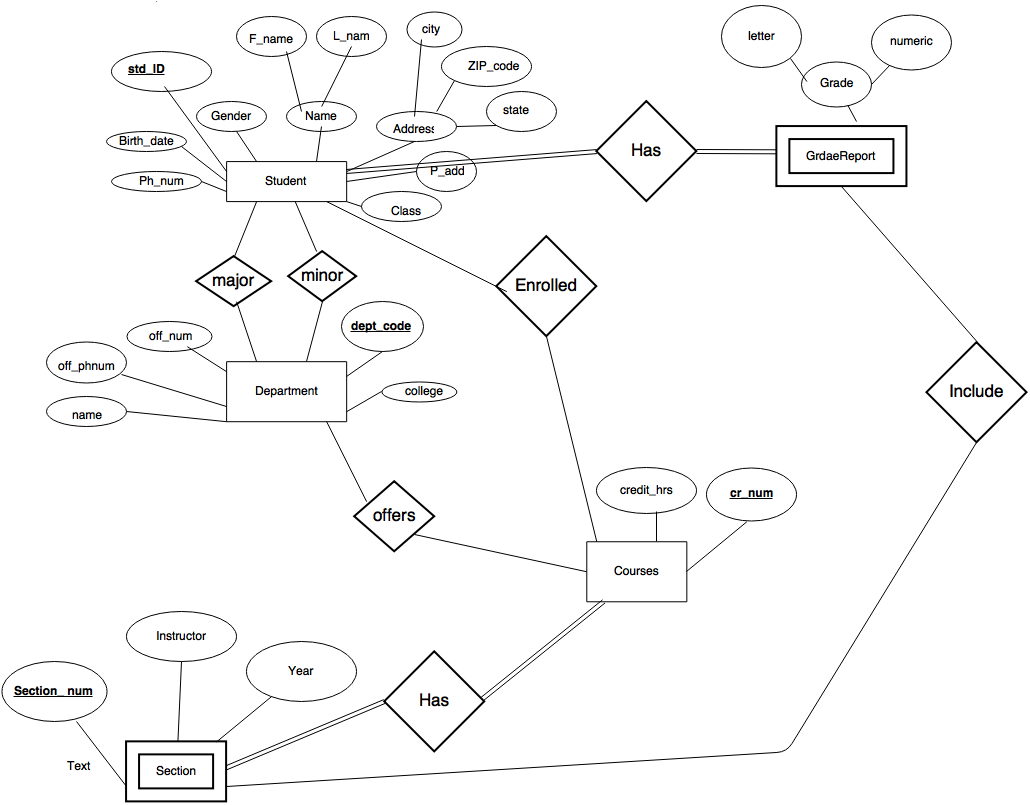 F_name
L_nam
city
letter
numeric
std_ID
ZIP_code
Grade
Gender
Name
Address
state
Birth_date
Has
GrdaeReport
Ph_num
Student
P_add
Class
major
minor
Enrolled
off_num
dept_code
off_phnum
Department
college
Include
name
credit_hrs
cr_num
offers
Courses
Instructor
Year
Section_ num
Has
Text
Section